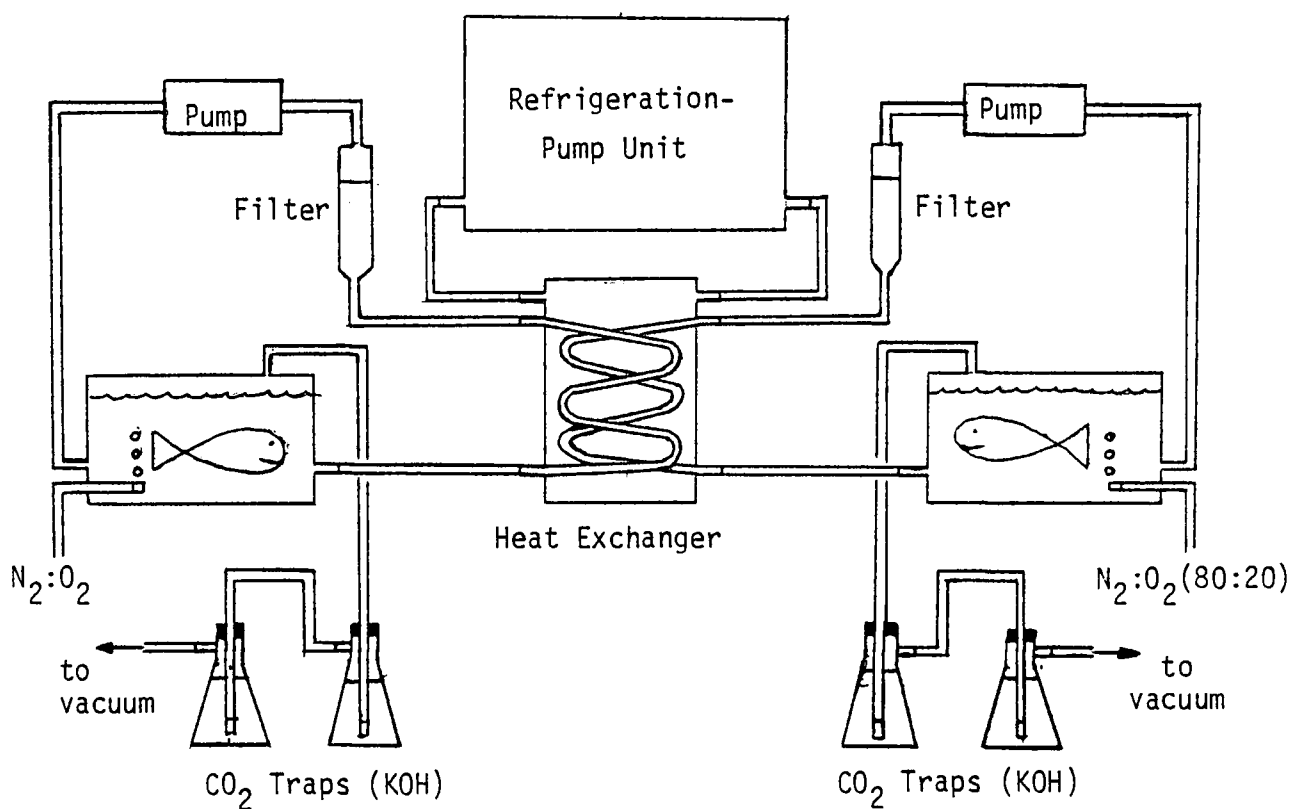 Refrigeration-
Pump Unit
Pump
Pump
Filter
Filter
Heat Exchanger
N₂:O₂
N₂:O₂(80:20)
to
vacuum
to
vacuum
CO₂ Traps (KOH)
CO₂ Traps (KOH)